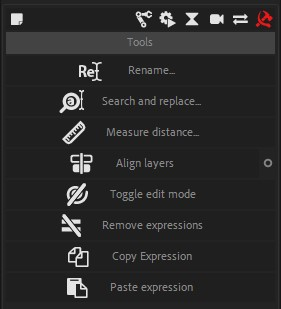 Tools
Rename...
Search and replace...
Measure distance...
Align layers
Toggle edit mode
Remove expressions
Copy Expression
Paste expression